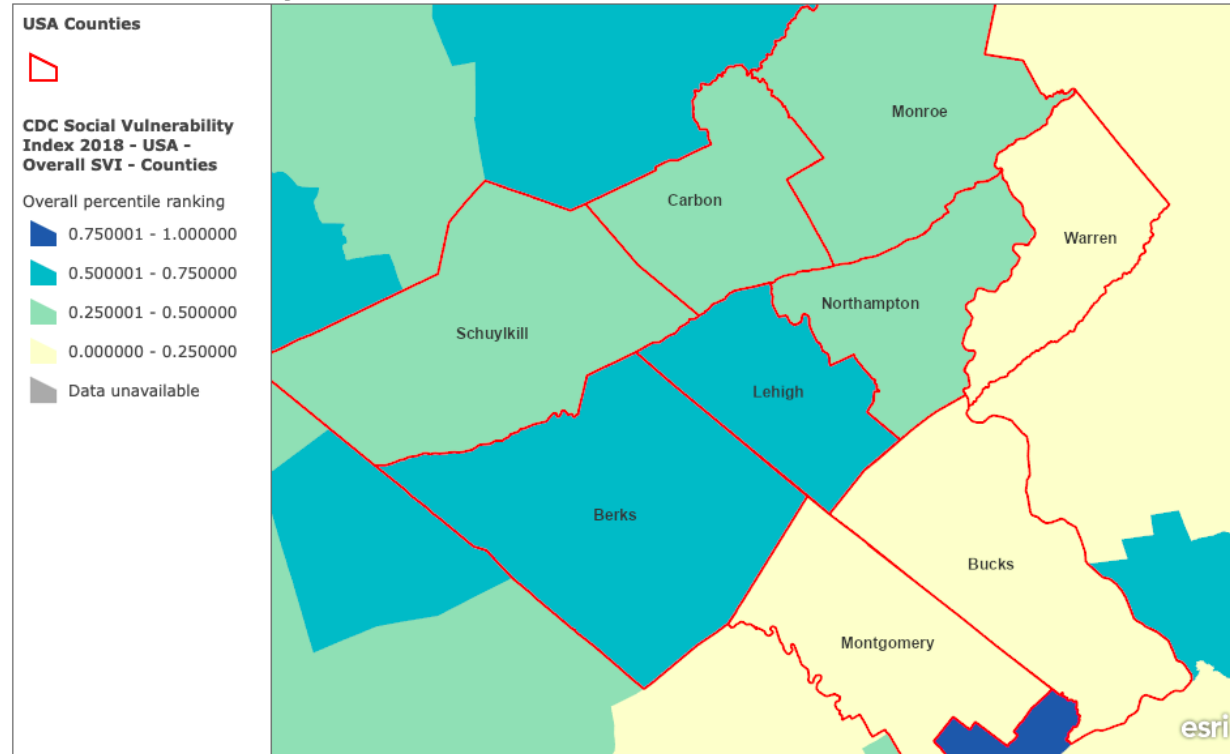 USA Counties
CDC Social Vulnerability
Index 2018 - USA -
Overall SVI - Counties
Overall percentile ranking
0.750001 - 1.000000
0.500001 - 0.750000
0.250001 - 0.500000
0.000000 - 0.250000
Data unavailable
Monroe
Carbon
Warren
Northampton
Schuylkill
Lehigh
Berks
Bucks
Montgomery
esri